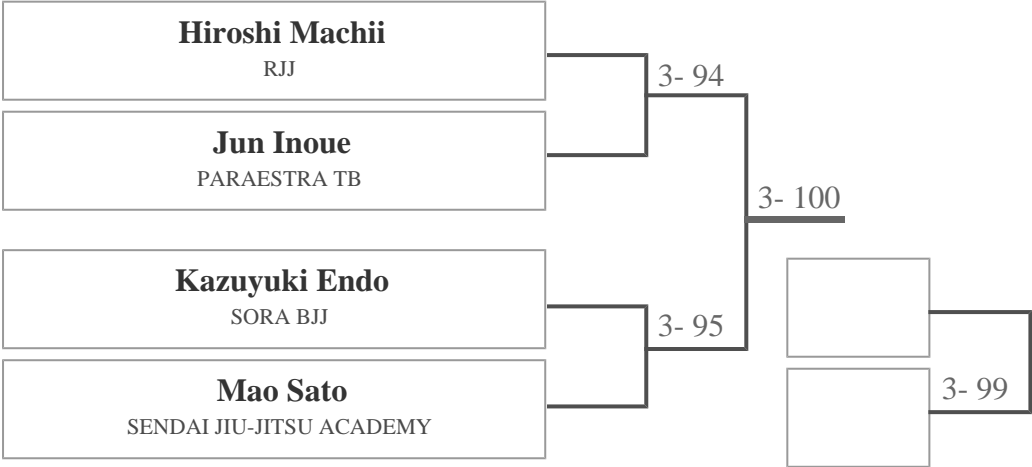 Hiroshi Machii
RJJ
3- 94
Jun Inoue
PARAESTRA TB
3- 100
Kazuyuki Endo
SORA BJJ
3- 95
Mao Sato
SENDAI JIU-JITSU ACADEMY
3- 99